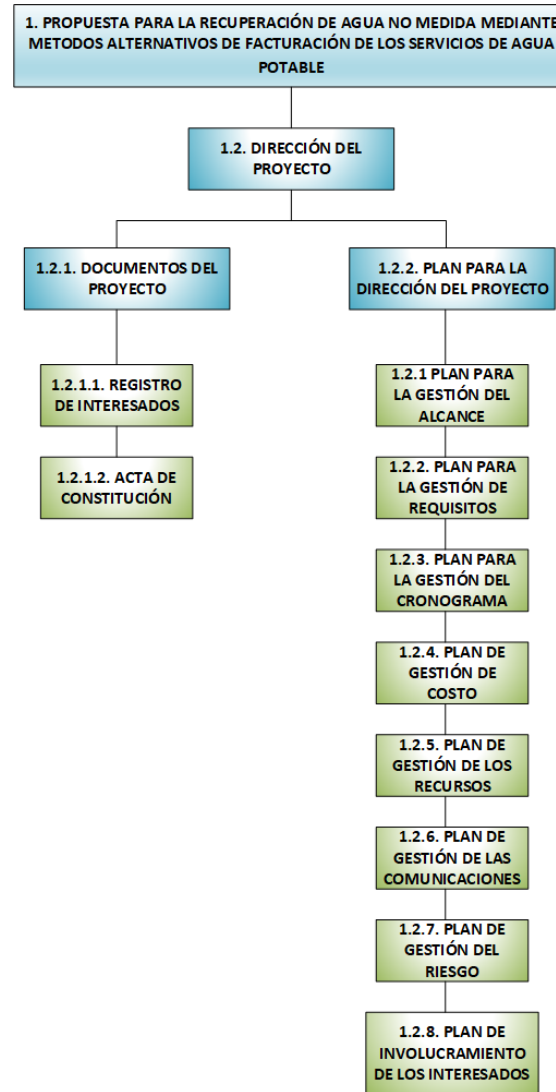 1. PROPUESTA PARA LA RECUPERACIÓN DE AGUA NO MEDIDA MEDIANTE
METODOS ALTERNATIVOS DE FACTURACIÓN DE LOS SERVICIOS DE AGUA
POTABLE
1.2. DIRECCIÓN DEL
PROYECTO
1.2.1. DOCUMENTOS DEL
PROYECTO
1.2.2. PLAN PARA LA
DIRECCIÓN DEL PROYECTO
1.2.1.1. REGISTRO
DE INTERESADOS
1.2.1.2. ACTA DE
CONSTITUCIÓN
1.2.1 PLAN PARA
LA GESTIÓN DEL
ALCANCE
1.2.2. PLAN PARA
LA GESTIÓN DE
REQUISITOS
1.2.3. PLAN PARA
LA GESTIÓN DEL
CRONOGRAMA
1.2.4. PLAN DE
GESTIÓN DE
COSTO
1.2.5. PLAN DE
GESTIÓN DE LOS
RECURSOS
1.2.6. PLAN DE
GESTIÓN DE LAS
COMUNICACIONES
1.2.7. PLAN DE
GESTIÓN DEL
RIESGO
1.2.8. PLAN DE
INVOLUCRAMIENTO
DE LOS INTERESADOS